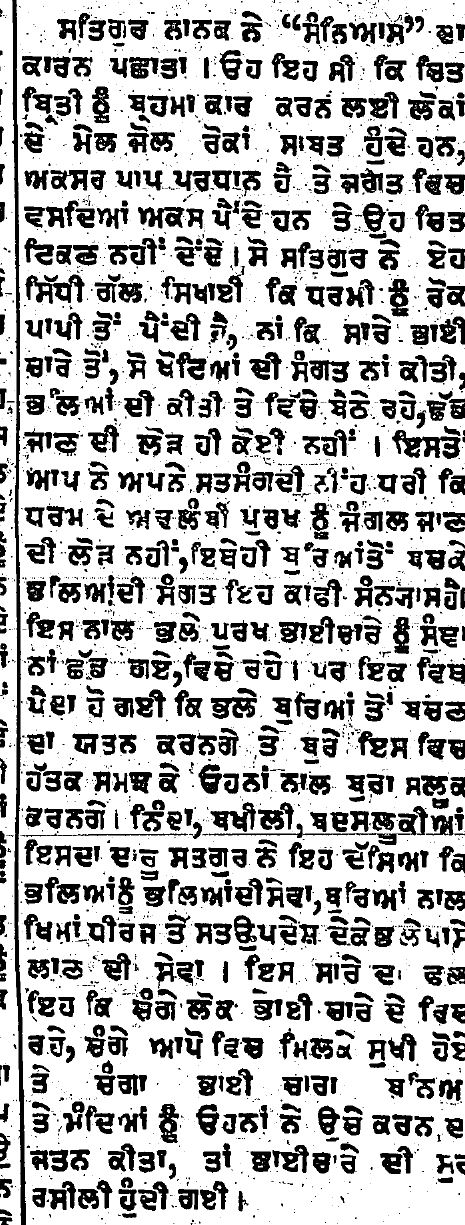 ਸਤਿਗੁਰ ਨਾਨਕ ਨੇ “ਸੰਨਿਆਸ” ਦਾ
ਕਾਰਨ ਪਛਾਤਾ । ਓਹ ਇਹ ਸੀ ਕਿ ਚਿਤ
ਬ੍ਰਿਤੀ ਨੂੰ ਬ੍ਰਹਮਾ ਕਾਰ ਕਰਨ ਲਈ ਲੋਕਾਂ
ਦੇ ਮੇਲ ਜੋਲ ਰੋਕਾਂ ਸਾਬਤ ਹੁੰਦੇ ਹਨ,
ਅਕਸਰ ਪਾਪ ਪਰਧਾਨ ਹੈ ਤੇ ਜਗਤ ਵਿਚ
ਵਸਦਿਆਂ ਅਕਸ ਪੈਂਦੇ ਹਨ ਤੇ ਉਹ ਚਿਤ
ਟਿਕਣ ਨਹੀਂ ਦੇਂਦੇ । ਸੋ ਸਤਿਗੁਰ ਨੇ ਏਹ
ਸਿੱਧੀ ਗੱਲ ਸਿਖਾਈ ਕਿ ਧਰਮੀ ਨੂੰ ਰੋਕ
ਪਾਪੀ ਤੋਂ ਪੈਂਦੀ ਹੈ, ਨਾਂ ਕਿ ਸਾਰੇ ਭਾਈ
ਚਾਰੇ ਤੋਂ, ਸੋ ਖੋਟਿਆਂ ਦੀ ਸੰਗਤ ਨਾਂ ਕੀਤੀ,
ਭਲਿਆਂ ਦੀ ਕੀਤੀ ਤੇ ਵਿੱਚੇ ਬੈਠੇ ਰਹੇ, ਛੱਡ
ਜਾਣ ਦੀ ਲੋੜ ਹੀ ਕੋਈ ਨਹੀਂ । ਇਸਤੋਂ
ਆਪ ਨੇ ਅਪਨੇ ਸਤਸੰਗਦੀ ਨੀਂਹ ਧਰੀ ਕਿ
ਧਰਮ ਦੇ ਅਵਲੰਬੀ ਪੁਰਖ ਨੂੰ ਜੰਗਲ ਜਾਣ
ਦੀ ਲੋੜ ਨਹੀਂ, ਇਥੇਹੀ ਬੁਰਿਆਂਤੋਂ ਬਚਕੇ
ਭਲਿਆਂਦੀ ਸੰਗਤ ਇਹ ਕਾਫੀ ਸੰਨ੍ਯਾਸਹੈ।
ਇਸ ਨਾਲ ਭਲੇ ਪੁਰਖ ਭਾਈਚਾਰੇ ਨੂੰ ਸੁੰਞਾ
ਨਾਂ ਛੱਡ ਗਏ, ਵਿਚੇ ਰਹੇ । ਪਰ ਇਕ ਵਿਥ
ਪੈਦਾ ਹੋ ਗਈ ਕਿ ਭਲੇ ਬੁਰਿਆਂ ਤੋਂ ਬਚਣ
ਦਾ ਯਤਨ ਕਰਨਗੇ ਤੇ ਬੁਰੇ ਇਸ ਵਿਚ
ਹੱਤਕ ਸਮਝ ਕੇ ਓਹਨਾਂ ਨਾਲ ਬੁਰਾ ਸਲੂਕ
ਕਰਨਗੇ । ਨਿੰਦਾ, ਬਖੀਲੀ, ਬਦਸਲੂਕੀਆਂ
ਇਸਦਾ ਦਾਰੂ ਸਤਗੁਰ ਨੇ ਇਹ ਦੱਸਿਆ ਕਿ
ਭਲਿਆਂਨੂੰ ਭਲਿਆਂਦੀ ਸੇਵਾ, ਬੁਰਿਆਂ ਨਾਲ
ਖਿਮਾਂ ਧੀਰਜ ਤੇ ਸਤਉਪਦੇਸ਼ ਦੇਕੇ ਭਲੇ ਪਾਸੇ
ਲਾਣ ਦੀ ਸੇਵਾ । ਇਸ ਸਾਰੇ ਦਾ ਫਲ
ਇਹ ਕਿ ਚੰਗੇ ਲੋਕ ਭਾਈ ਚਾਰੇ ਦੇ ਵਿਚ
ਰਹੇ, ਚੰਗੇ ਆਪੋ ਵਿਚ ਮਿਲਕੇ ਸੁਖੀ ਹੋਏ
ਤੇ ਚੰਗਾ ਭਾਈ ਚਾਰਾ ਬਨਿਆ
ਤੇ ਮੰਦਿਆਂ ਨੂੰ ਓਹਨਾਂ ਨੇ ਉਚੇ ਕਰਨ ਦਾ
ਜਤਨ ਕੀਤਾ, ਤਾਂ ਭਾਈਚਾਰੇ ਦੀ ਸੁਰ
ਰਸੀਲੀ ਹੁੰਦੀ ਗਈ ।